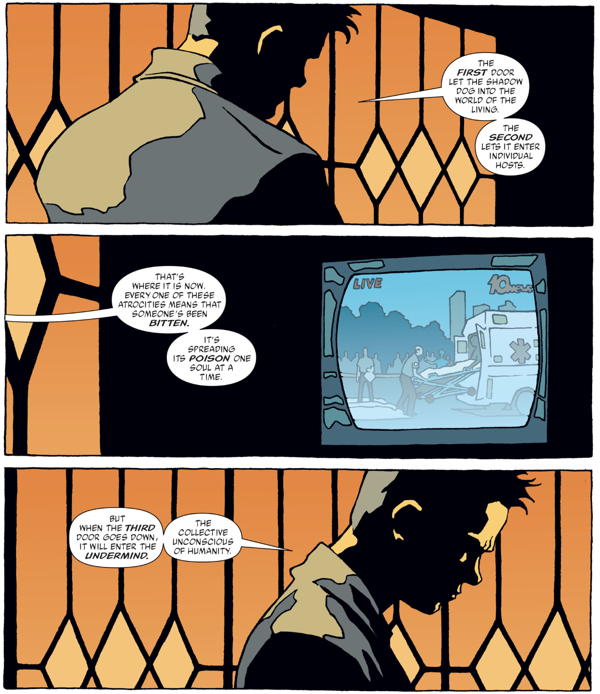 THE
FIRST DOOR
LET THE SHADOW
DOG INTO THE
WORLD OF THE
LIVING.
THE
SECOND
LETS IT ENTER
INDIVIDUAL
HOSTS.
THAT'S
WHERE IT IS NOW.
EVERY ONE OF THESE
ATROCITIES MEANS THAT
SOMEONE'S BEEN
BITTEN.
IT'S
SPREADING
ITS POISON ONE
SOUL AT A
TIME.
LIVE
10 NEWS
BUT
WHEN THE THIRD
DOOR GOES DOWN,
IT WILL ENTER THE
UNDERMIND.
THE
COLLECTIVE
UNCONSCIOUS
OF HUMANITY.